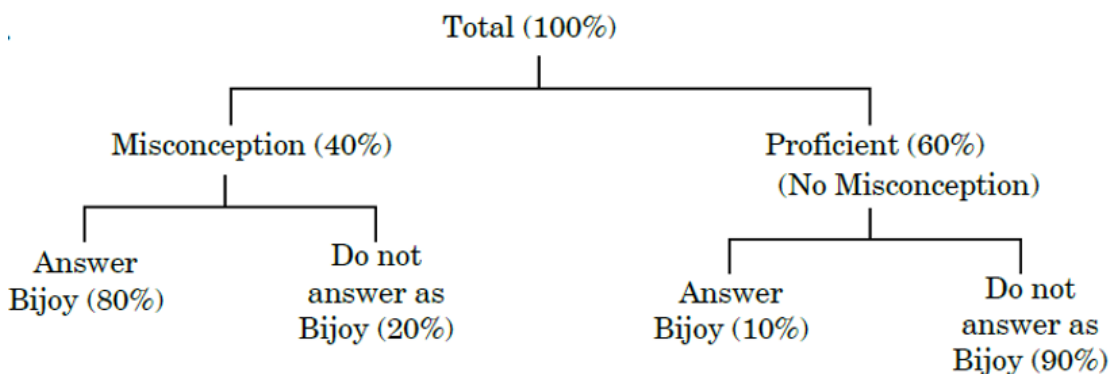 Total (100%)
Misconception (40%)
Proficient (60%)
(No Misconception)
Answer
Bijoy (80%)
Do not
answer as
Bijoy (20%)
Answer
Bijoy (10%)
Do not
answer as
Bijoy (90%)